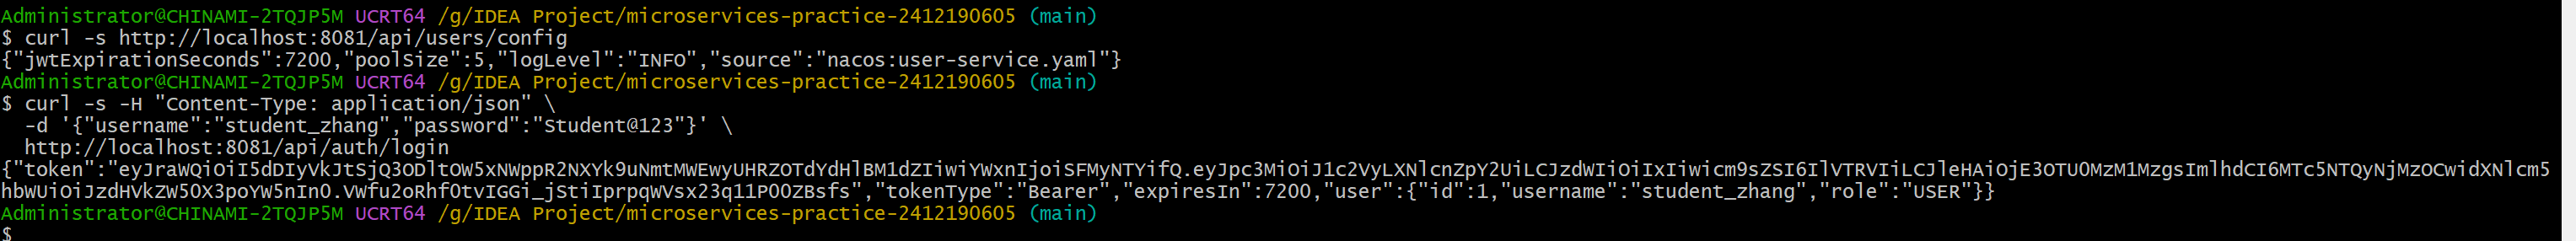 Administrator@CHINAMI-2TQJP5M UCRT64 /g/IDEA Project/microservices-practice-2412190605 (main)
$ curl -s http://localhost:8081/api/users/config
{"jwtExpirationSeconds":7200,"poolSize":5,"logLevel":"INFO","source":"nacos:user-service.yaml"}
Administrator@CHINAMI-2TQJP5M UCRT64 /g/IDEA Project/microservices-practice-2412190605 (main)
$ curl -s -H "Content-Type: application/json" \
  -d '{"username":"student_zhang","password":"Student@123"}' \
  http://localhost:8081/api/auth/login
{"token":"eyJraWQiOiI5dDIyVkJtSjQ3ODltOW5xNWppR2NXYk9uNmtMWEwyUHRZOTdYdHlBM1dZIiwiYWxnIjoiSFMyNTYifQ.eyJpc3MiOiJ1c2VyLXNlcnZpY2UiLCJzdWIiOiIxIiwicm9sZSI6IlVTRVIiLCJleHAiOjE3OTU0MzM1MzgsImlhdCI6MTc5NTQyNjMzOCwidXNlcm5
hbWUiOiJzdHVkZW50X3poYW5nIn0.VWfu2oRhf0tvIGGi_jStiIprpqWVsx23q11P00ZBsfs","tokenType":"Bearer","expiresIn":7200,"user":{"id":1,"username":"student_zhang","role":"USER"}}
Administrator@CHINAMI-2TQJP5M UCRT64 /g/IDEA Project/microservices-practice-2412190605 (main)
$